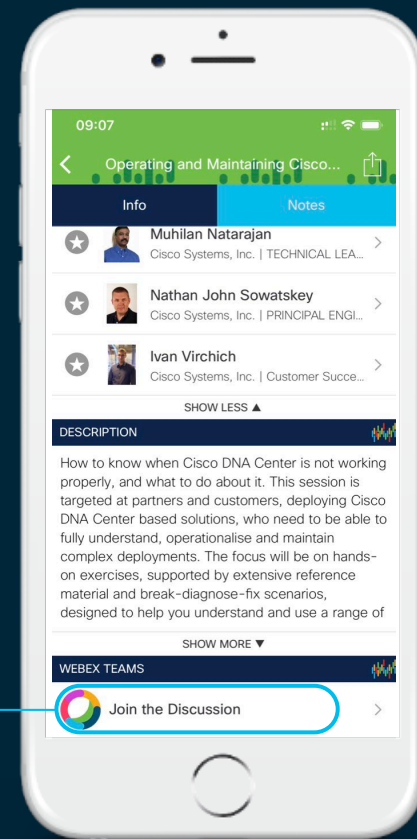 09:07
Operating and Maintaining Cisco...
Info
Notes
Muhilan Natarajan
Cisco Systems, Inc. | TECHNICAL LEA...
Nathan John Sowatskey
Cisco Systems, Inc. | PRINCIPAL ENGI...
Ivan Virchich
Cisco Systems, Inc. | Customer Succe...
SHOW LESS ▲
DESCRIPTION
How to know when Cisco DNA Center is not working
properly, and what to do about it. This session is
targeted at partners and customers, deploying Cisco
DNA Center based solutions, who need to be able to
fully understand, operationalise and maintain
complex deployments. The focus will be on hands-
on exercises, supported by extensive reference
material and break-diagnose-fix scenarios,
designed to help you understand and use a range of
SHOW MORE ▼
WEBEX TEAMS
Join the Discussion